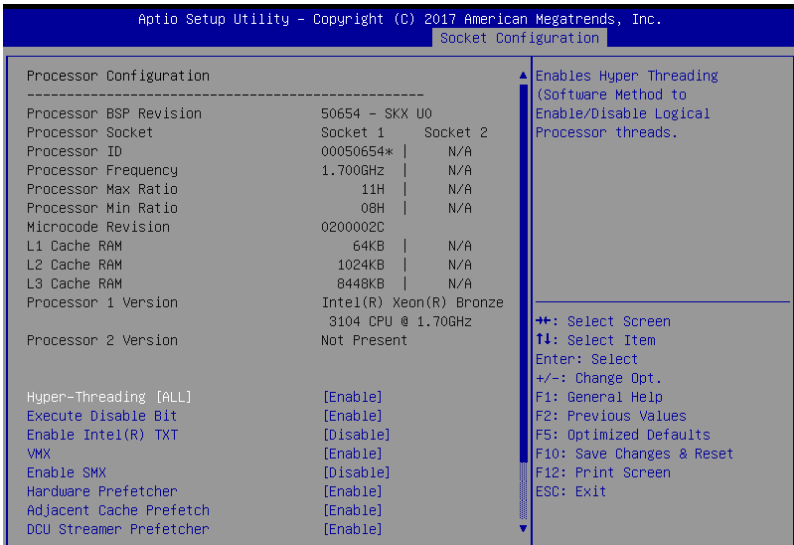 Aptio Setup Utility – Copyright (C) 2017 American Megatrends, Inc.
Socket Configuration
Processor Configuration
--------------------------------------------------
Processor BSP Revision 50654 - SKX U0
Processor Socket Socket 1 Socket 2
Processor ID 00050654* | N/A
Processor Frequency 1.700GHz | N/A
Processor Max Ratio 11H | N/A
Processor Min Ratio 08H | N/A
Microcode Revision 0200002C
L1 Cache RAM 64KB | N/A
L2 Cache RAM 1024KB | N/A
L3 Cache RAM 8448KB | N/A
Processor 1 Version Intel(R) Xeon(R) Bronze
3104 CPU @ 1.70GHz
Processor 2 Version Not Present
Hyper-Threading [ALL] [Enable]
Execute Disable Bit [Enable]
Enable Intel(R) TXT [Disable]
VMX [Enable]
Enable SMX [Disable]
Hardware Prefetcher [Enable]
Adjacent Cache Prefetch [Enable]
DCU Streamer Prefetcher [Enable]
Enables Hyper Threading
(Software Method to
Enable/Disable Logical
Processor threads.
→←: Select Screen
↑↓: Select Item
Enter: Select
+/-: Change Opt.
F1: General Help
F2: Previous Values
F5: Optimized Defaults
F10: Save Changes & Reset
F12: Print Screen
ESC: Exit